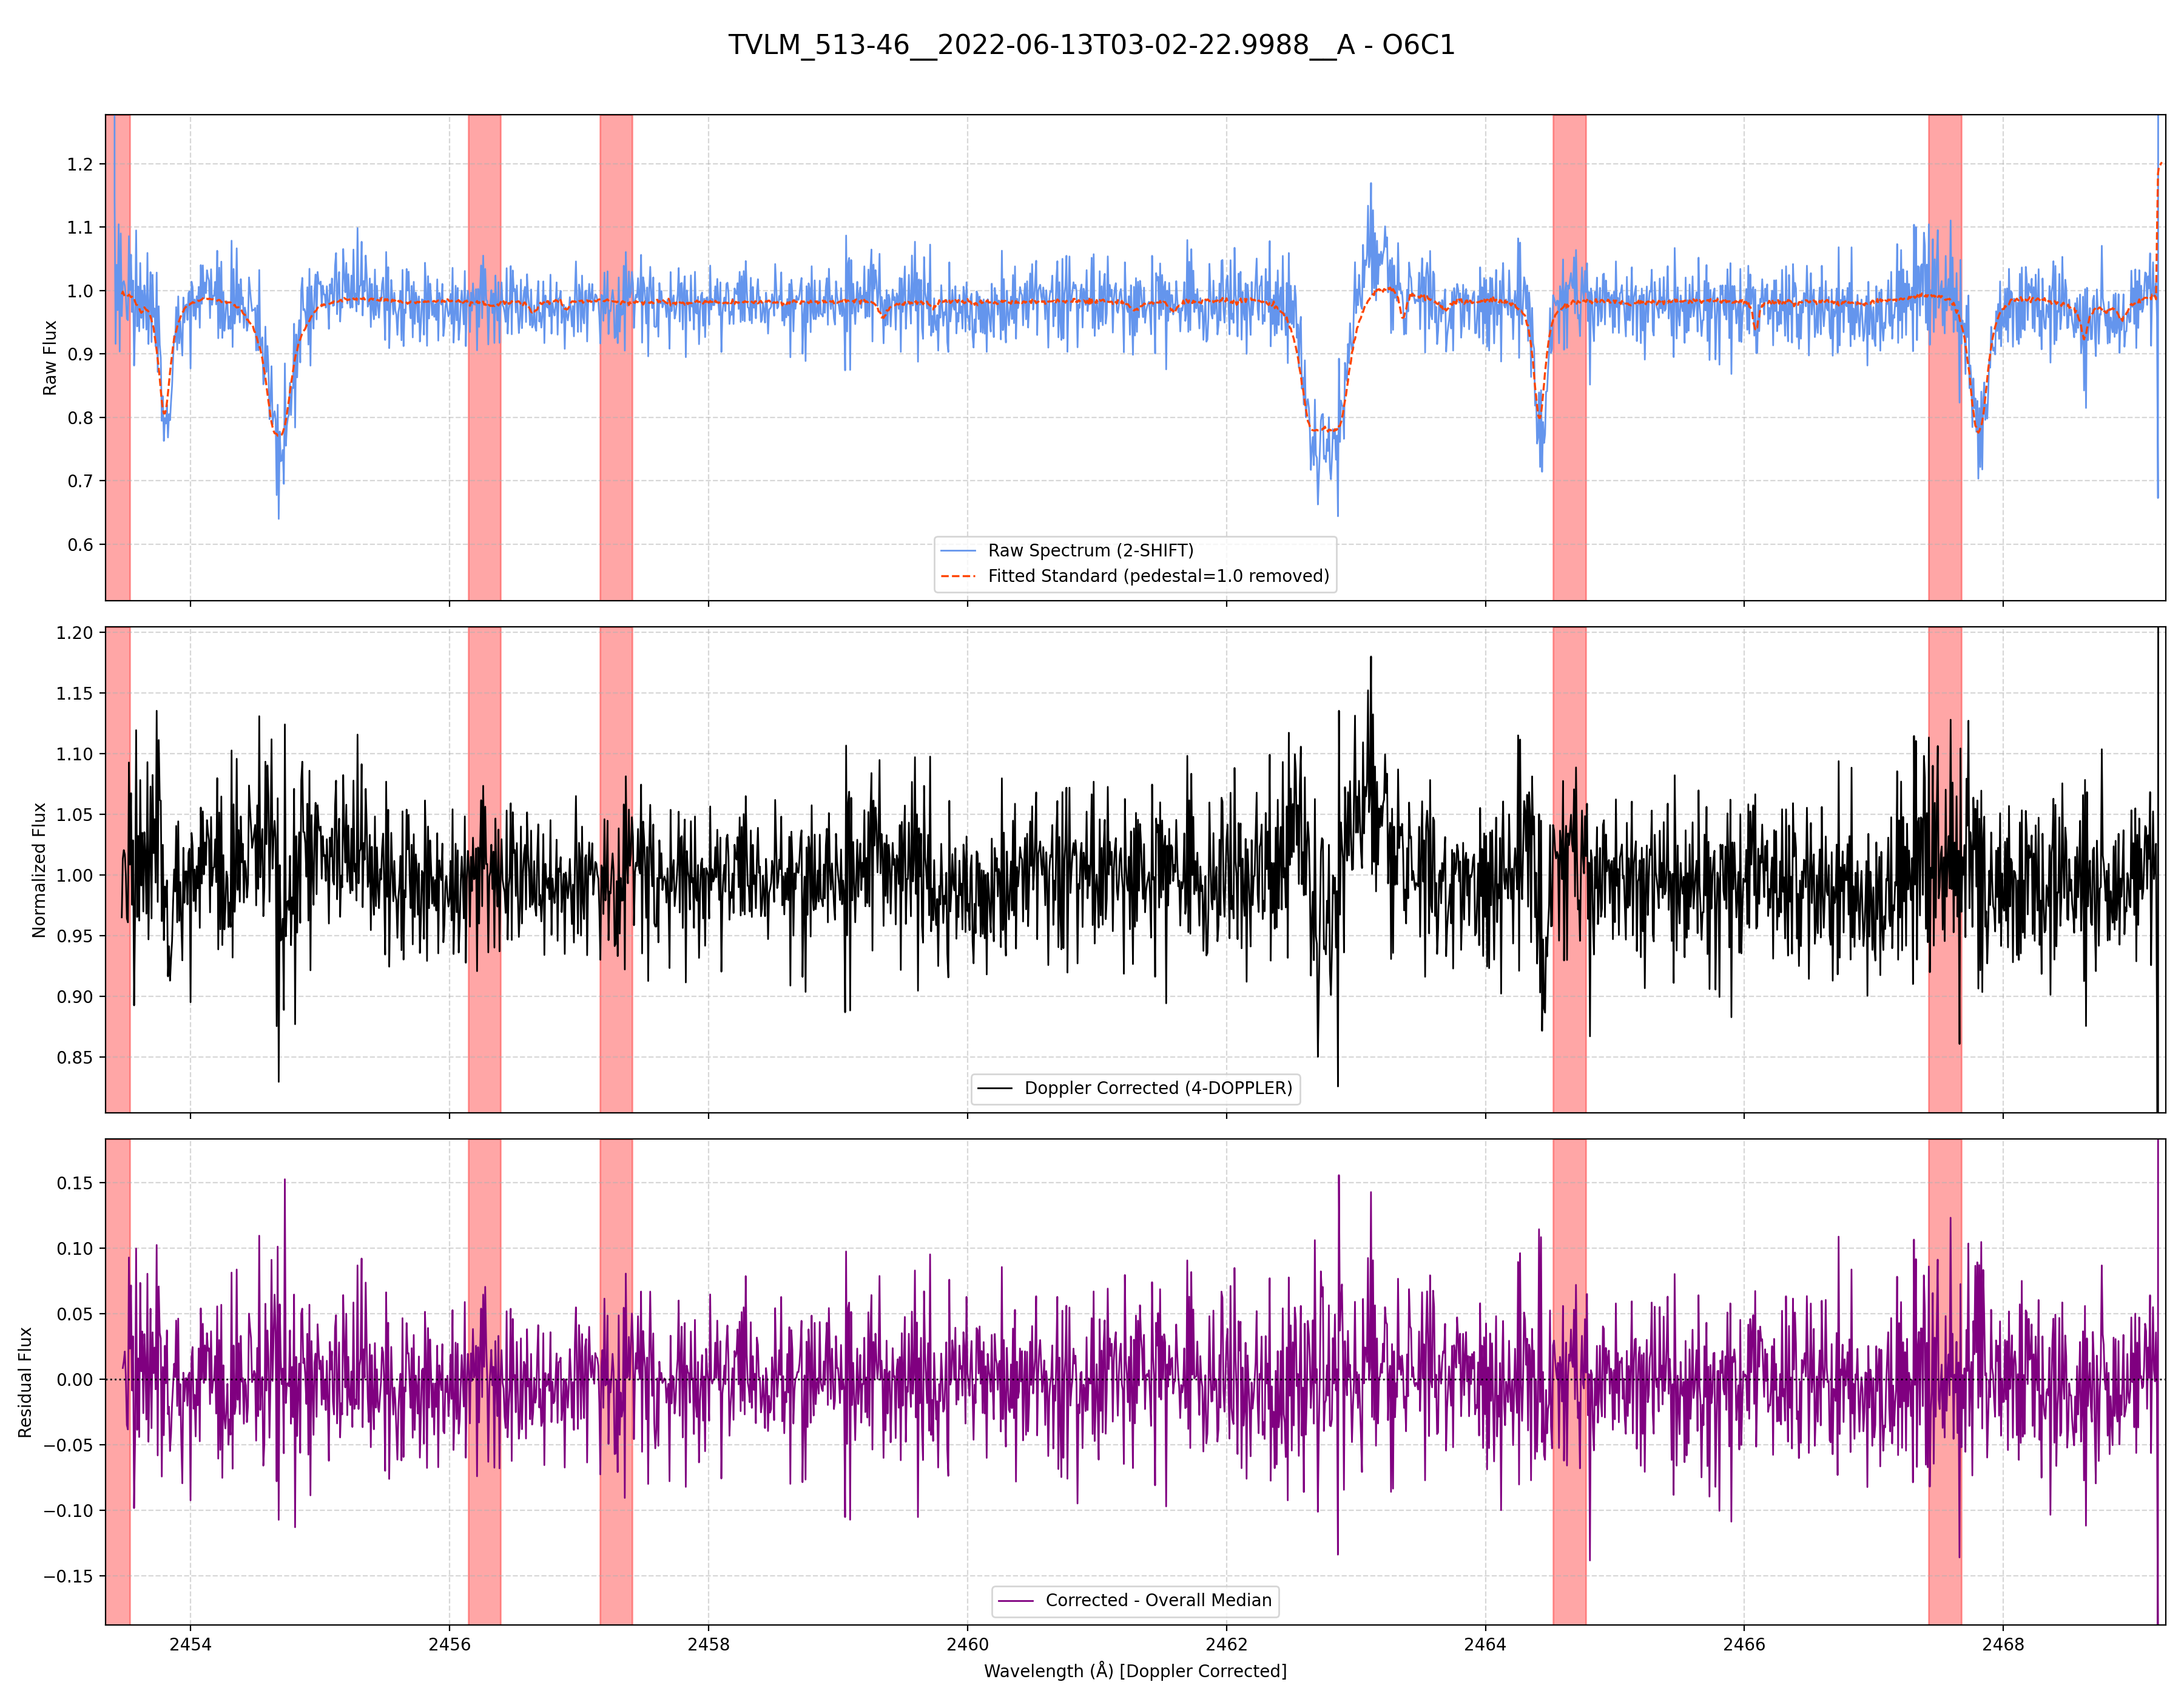 TVLM_513-46__2022-06-13T03-02-22.9988__A - O6C1
Raw Flux
1.2
1.1
1.0
0.9
0.8
0.7
0.6
Raw Spectrum (2-SHIFT)
Fitted Standard (pedestal=1.0 removed)
Normalized Flux
1.20
1.15
1.10
1.05
1.00
0.95
0.90
0.85
Doppler Corrected (4-DOPPLER)
Residual Flux
0.15
0.10
0.05
0.00
−0.05
−0.10
−0.15
Corrected - Overall Median
2454 2456 2458 2460 2462 2464 2466 2468
Wavelength (Å) [Doppler Corrected]